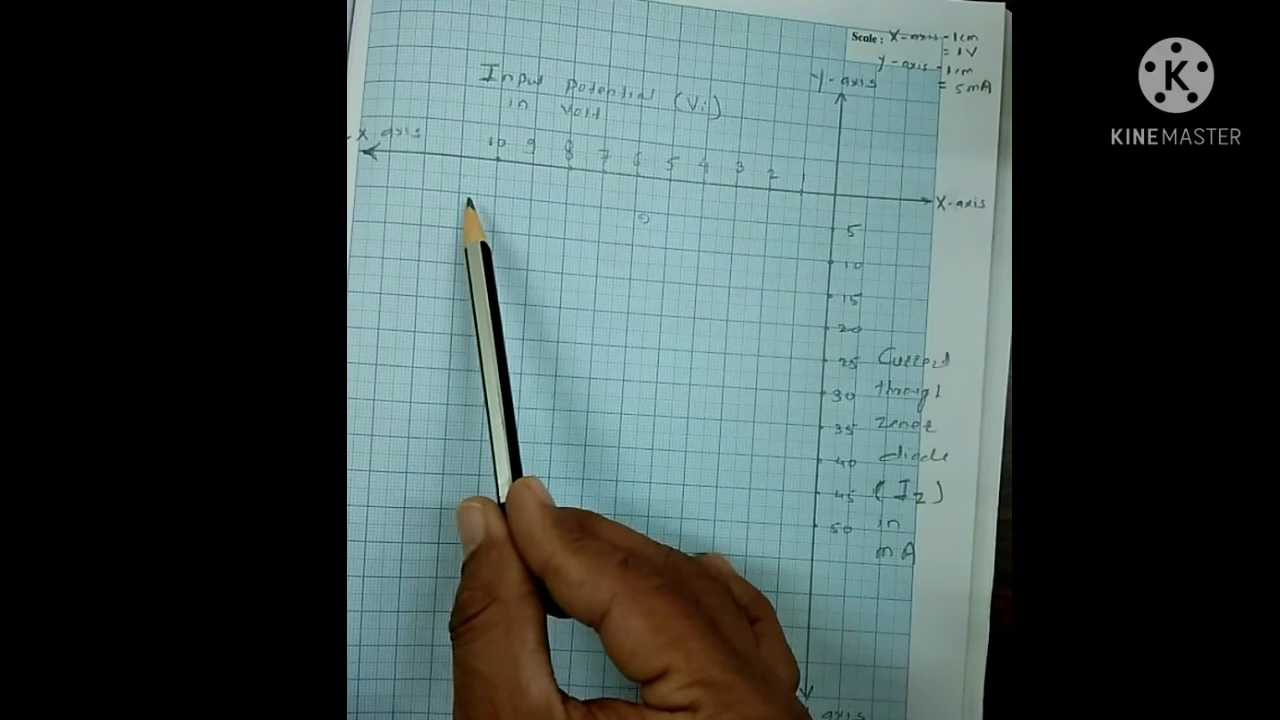 Scale : X-axis - 1cm
= 1V
Y-axis - 1cm
= 5mA
Y-axis
Input potential (Vi)
in volt
- X axis
10 9 8 7 6 5 4 3 2 1
X-axis
5
10
15
20
25
30
35
40
45
50
Current
through
zener
diode
(Iz)
in
mA
axis
K
KINEMASTER